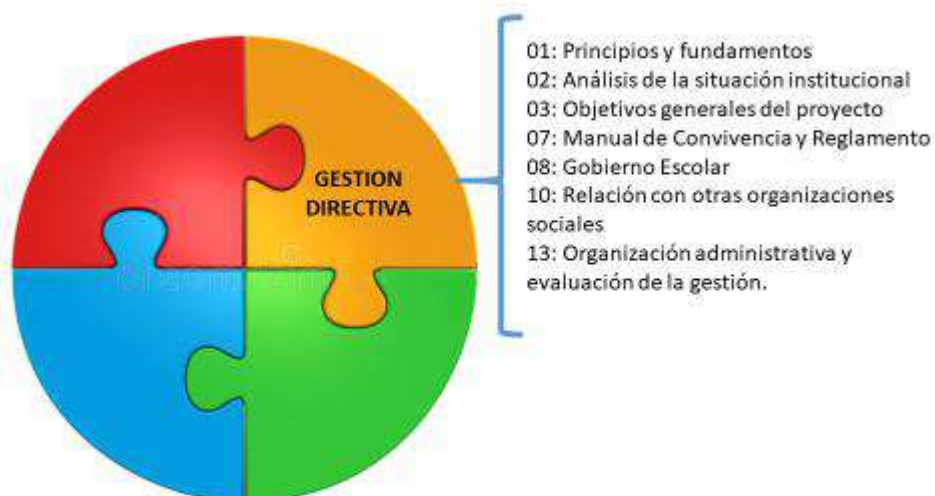 GESTION
DIRECTIVA
01: Principios y fundamentos
02: Análisis de la situación institucional
03: Objetivos generales del proyecto
07: Manual de Convivencia y Reglamento
08: Gobierno Escolar
10: Relación con otras organizaciones
sociales
13: Organización administrativa y
evaluación de la gestión.